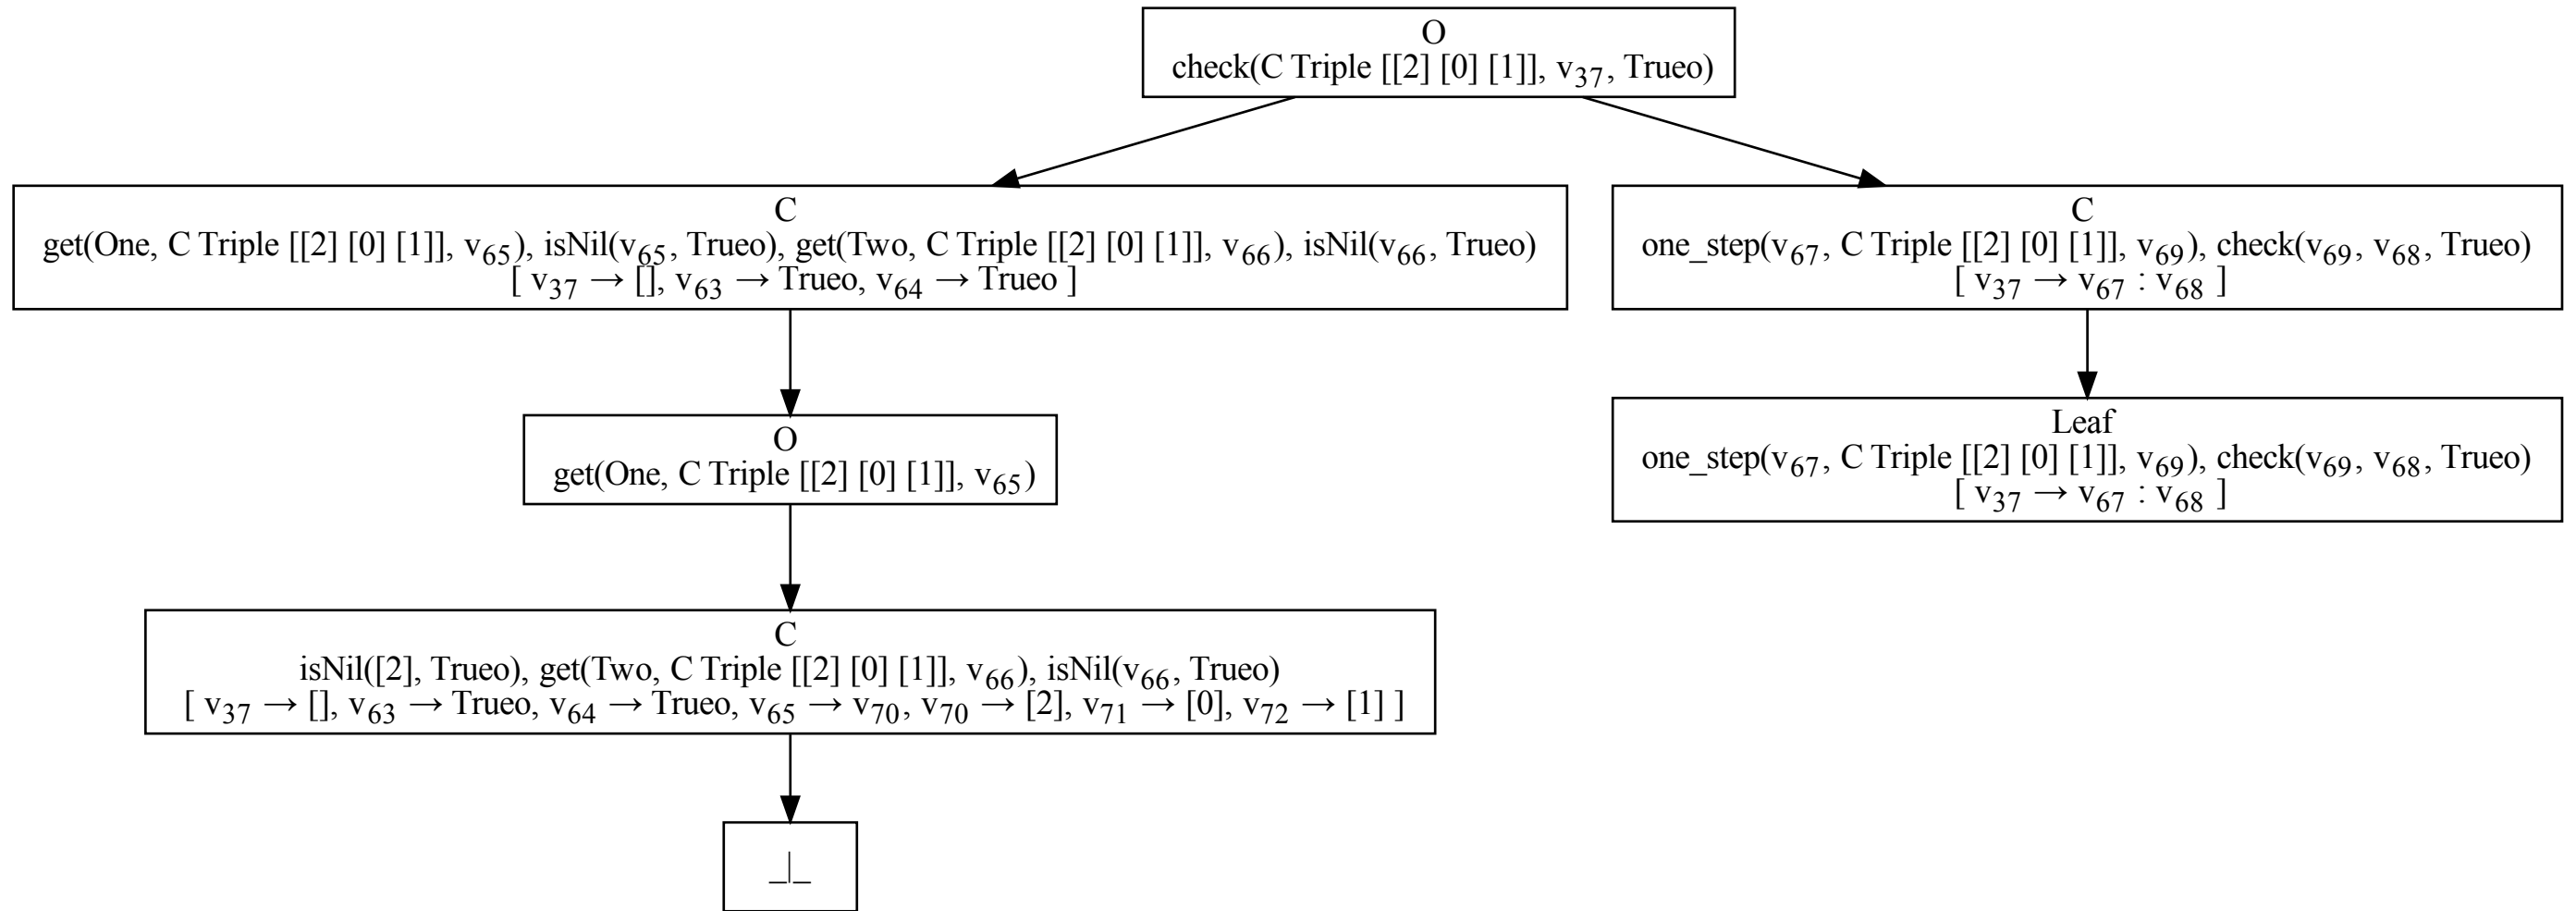 O
check(C Triple [[2] [0] [1]], v37, Trueo)
C
get(One, C Triple [[2] [0] [1]], v65), isNil(v65, Trueo), get(Two, C Triple [[2] [0] [1]], v66), isNil(v66, Trueo)
[ v37 → [], v63 → Trueo, v64 → Trueo ]
C
one_step(v67, C Triple [[2] [0] [1]], v69), check(v69, v68, Trueo)
[ v37 → v67 : v68 ]
O
get(One, C Triple [[2] [0] [1]], v65)
Leaf
one_step(v67, C Triple [[2] [0] [1]], v69), check(v69, v68, Trueo)
[ v37 → v67 : v68 ]
C
isNil([2], Trueo), get(Two, C Triple [[2] [0] [1]], v66), isNil(v66, Trueo)
[ v37 → [], v63 → Trueo, v64 → Trueo, v65 → v70, v70 → [2], v71 → [0], v72 → [1] ]
_|_